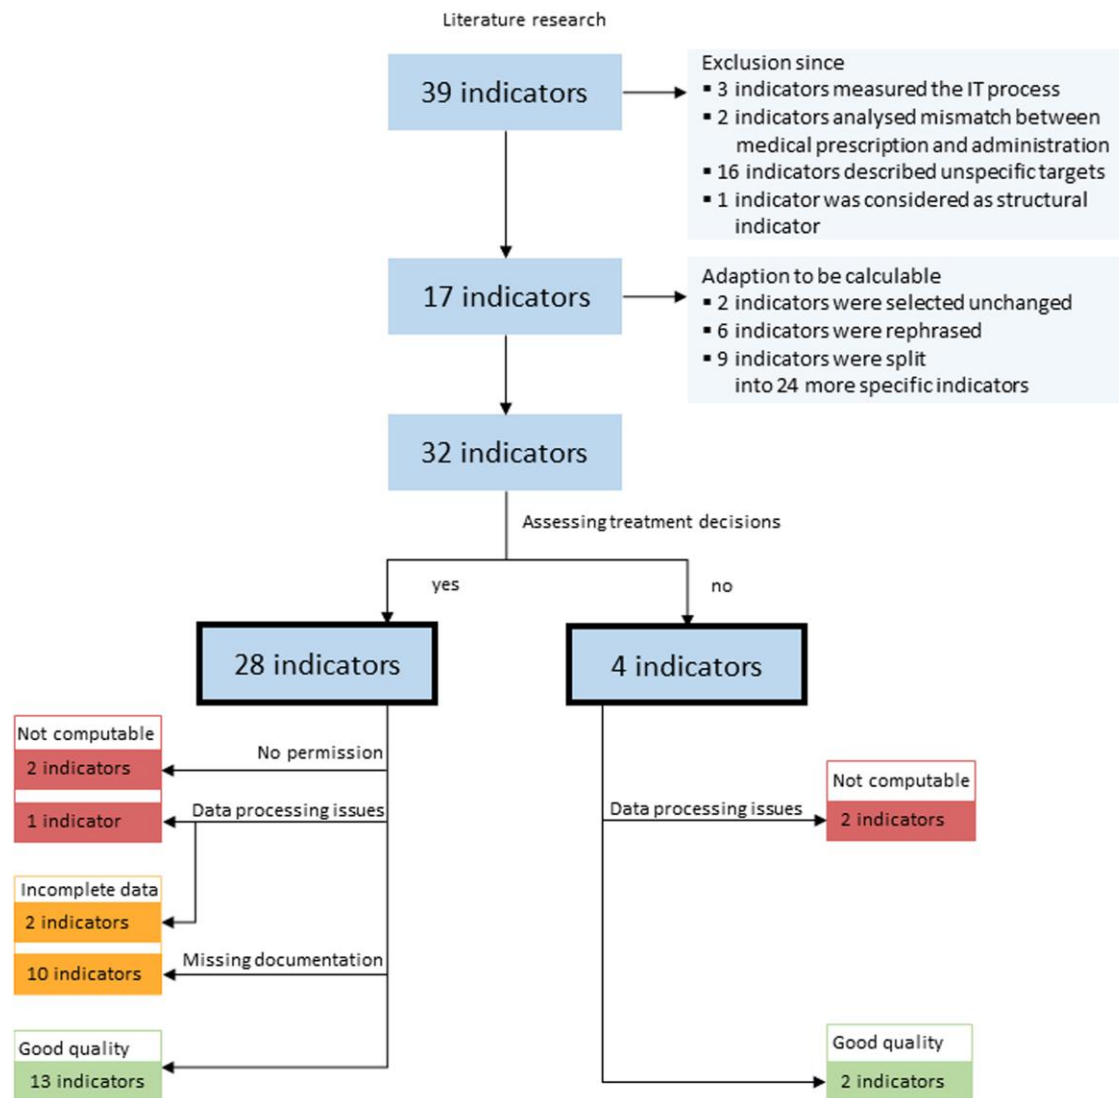 Literature research
39 indicators
Exclusion since
▪ 3 indicators measured the IT process
▪ 2 indicators analysed mismatch between
medical prescription and administration
▪ 16 indicators described unspecific targets
▪ 1 indicator was considered as structural
indicator
17 indicators
Adaption to be calculable
▪ 2 indicators were selected unchanged
▪ 6 indicators were rephrased
▪ 9 indicators were split
into 24 more specific indicators
32 indicators
Assessing treatment decisions
yes
no
28 indicators
4 indicators
Not computable
No permission
2 indicators
Data processing issues
1 indicator
Incomplete data
2 indicators
Missing documentation
10 indicators
Good quality
13 indicators
Data processing issues
Not computable
2 indicators
Good quality
2 indicators